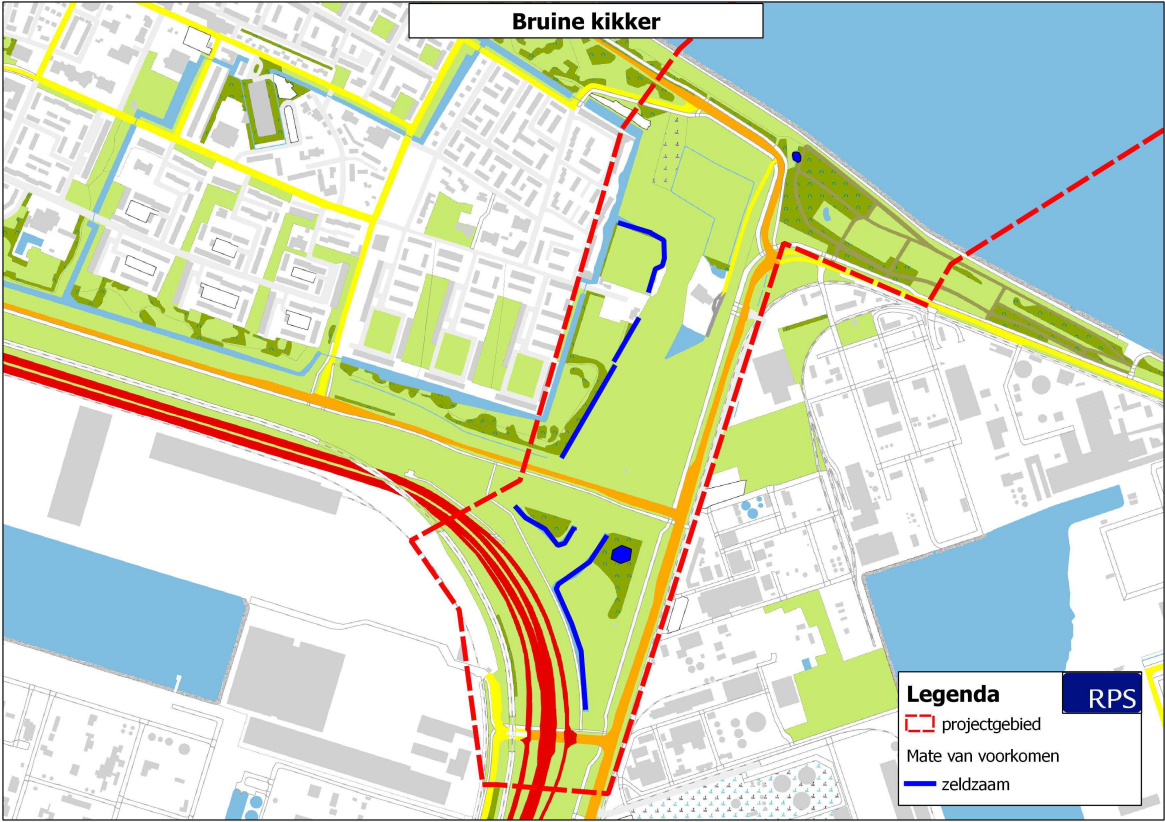 Bruine kikker
Legenda
RPS
projectgebied
Mate van voorkomen
zeldzaam